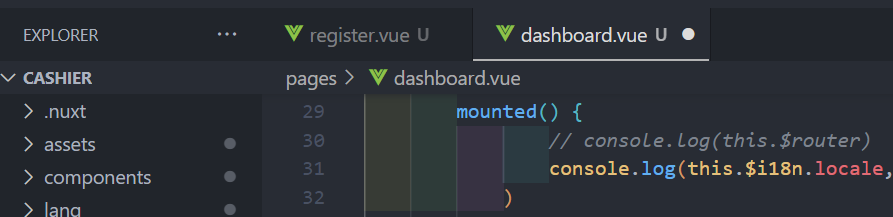 EXPLORER ... register.vue U dashboard.vue U
CASHIER pages > dashboard.vue
.nuxt
assets
components
lang
29 mounted() {
30 // console.log(this.$router)
31 console.log(this.$i18n.locale,
32 )